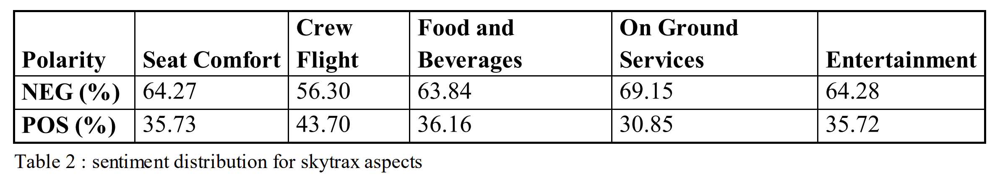 Polarity Seat Comfort Crew Flight Food and Beverages On Ground Services Entertainment
NEG (%) 64.27 56.30 63.84 69.15 64.28
POS (%) 35.73 43.70 36.16 30.85 35.72
Table 2 : sentiment distribution for skytrax aspects